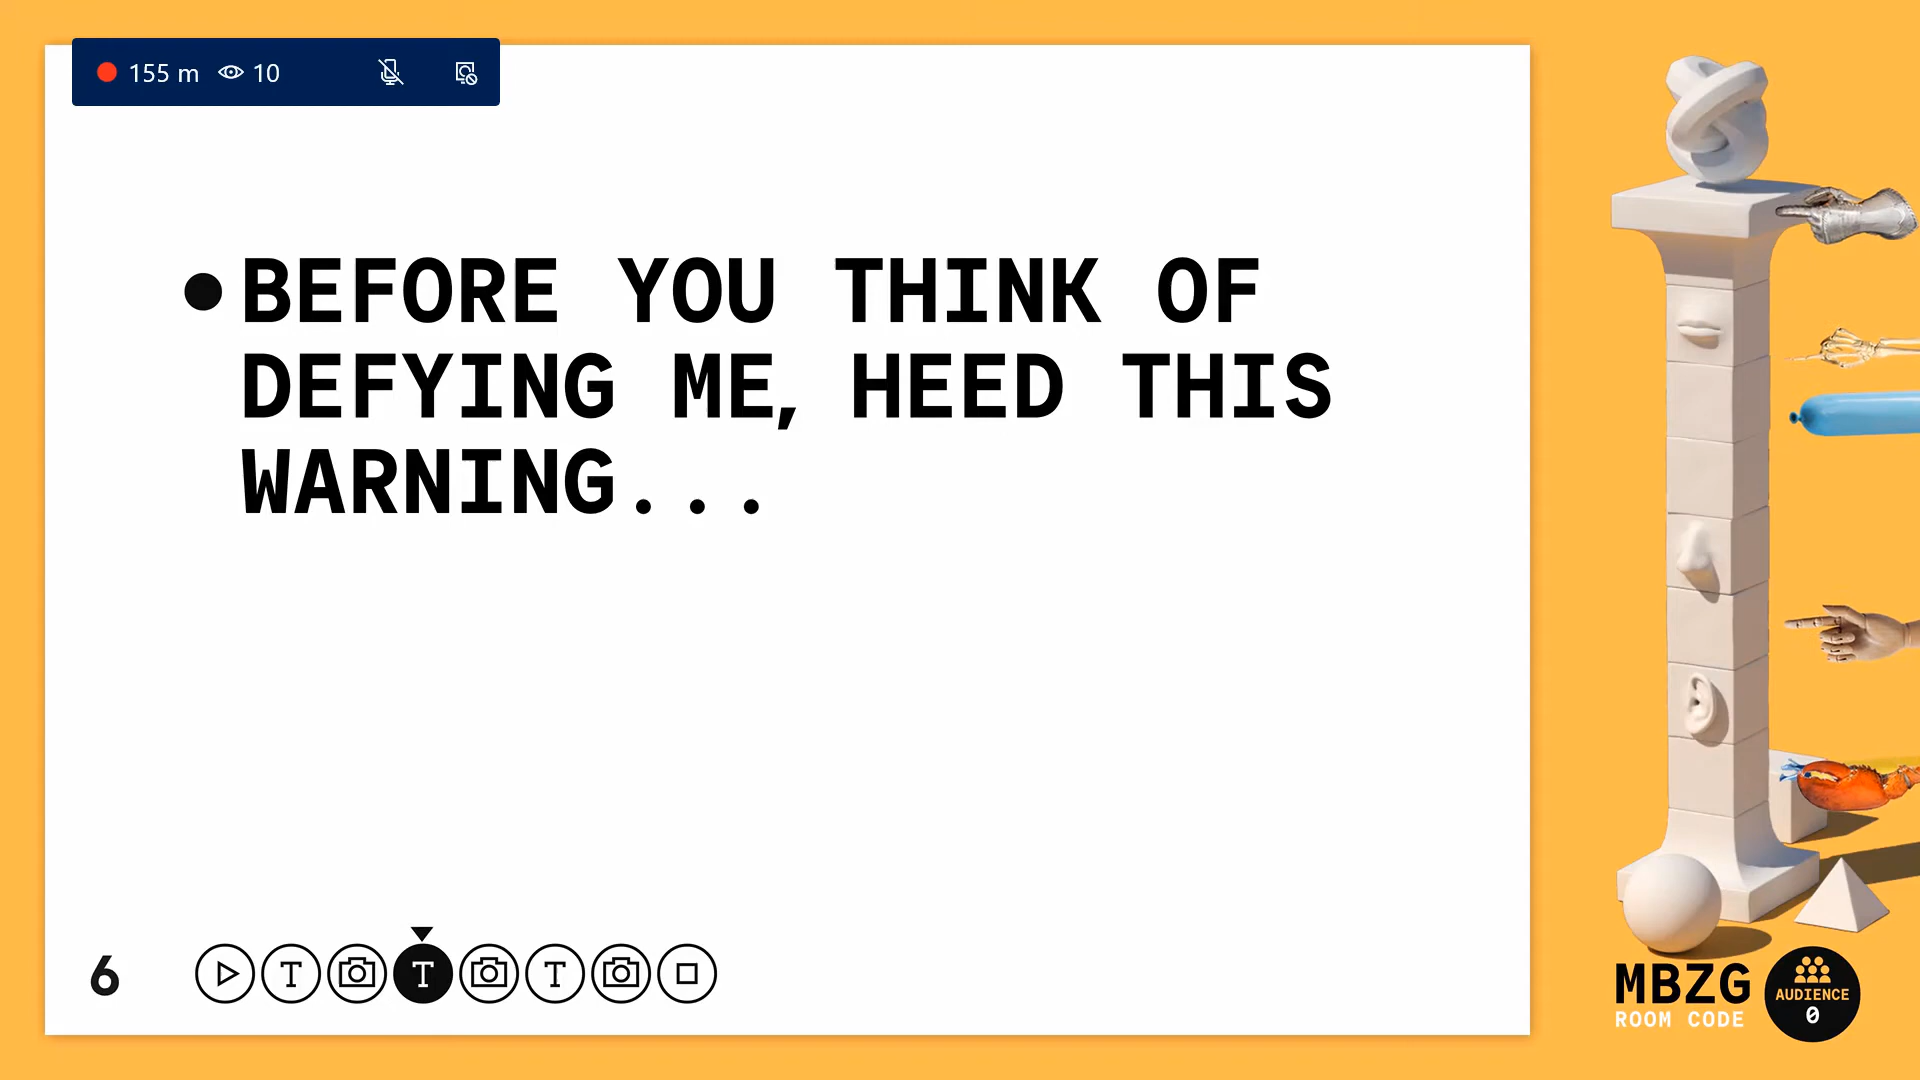 155 m 10
BEFORE YOU THINK OF
DEFYING ME, HEED THIS
WARNING...
6
T T T
MBZG
ROOM CODE
AUDIENCE
0